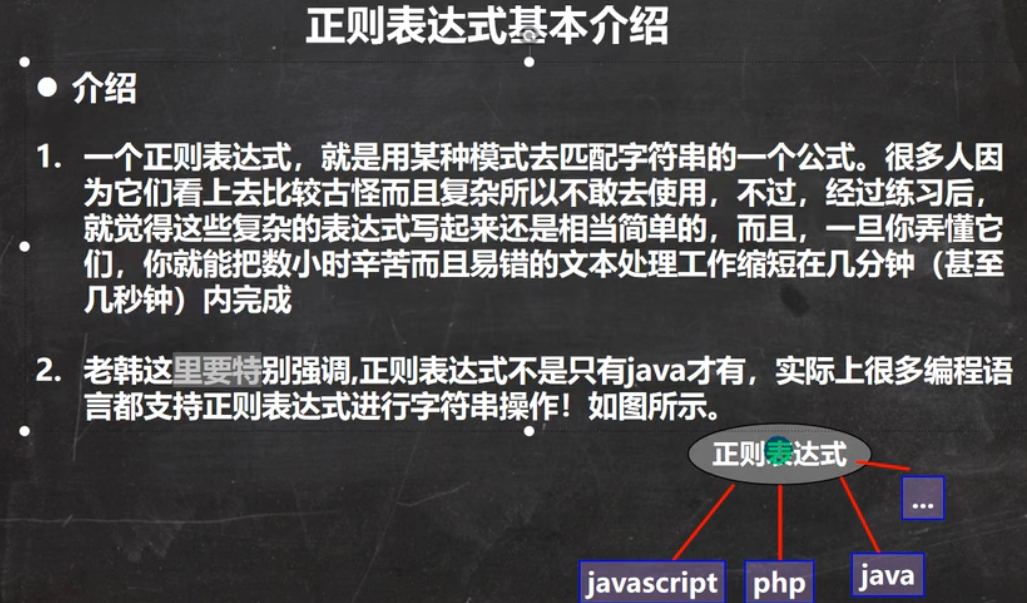 正则表达式基本介绍
● 介绍
1. 一个正则表达式，就是用某种模式去匹配字符串的一个公式。很多人因
为它们看上去比较古怪而且复杂所以不敢去使用，不过，经过练习后，
就觉得这些复杂的表达式写起来还是相当简单的，而且，一旦你弄懂它
们，你就能把数小时辛苦而且易错的文本处理工作缩短在几分钟（甚至
几秒钟）内完成
2. 老韩这里要特别强调,正则表达式不是只有java才有，实际上很多编程语
言都支持正则表达式进行字符串操作！如图所示。
正则表达式
...
javascript
php
java